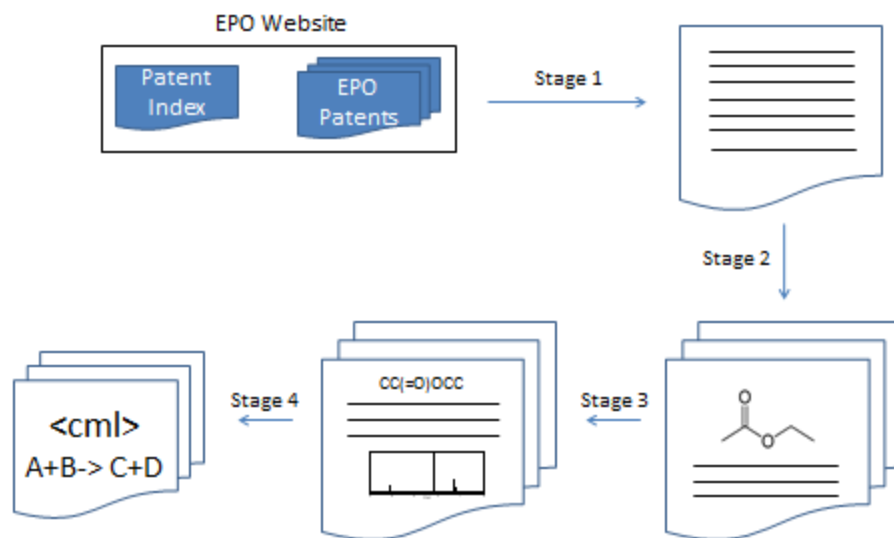 EPO Website
Patent
Index
EPO
Patents
Stage 1
Stage 2
O
O
Stage 3
CC(=O)OCC
Stage 4
<cml>
A+B-> C+D